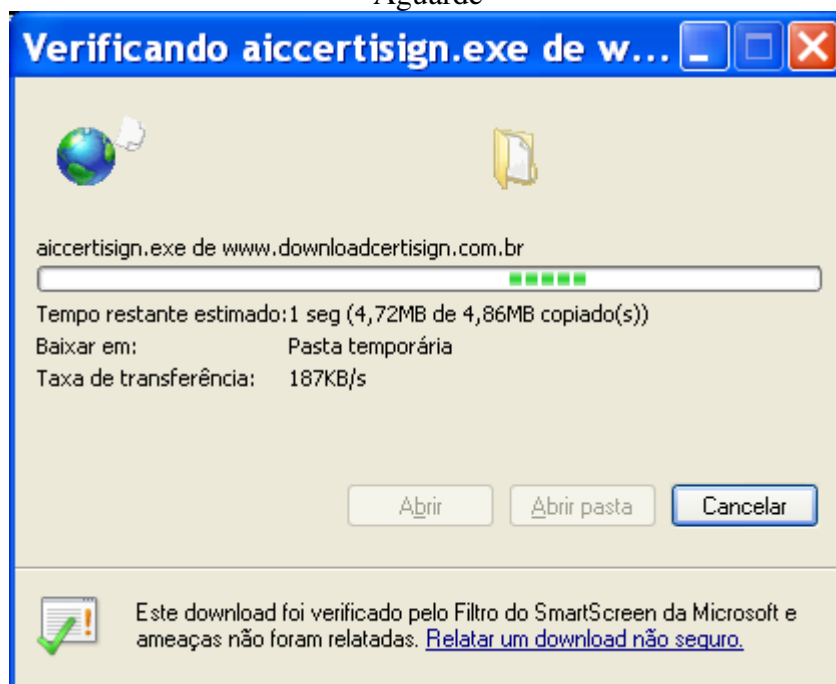 Aguarde
Verificando aiccertisign.exe de w...
aiccertisign.exe de www.downloadcertisign.com.br
Tempo restante estimado:1 seg (4,72MB de 4,86MB copiado(s))
Baixar em: Pasta temporária
Taxa de transferência: 187KB/s
Abrir Abrir pasta Cancelar
Este download foi verificado pelo Filtro do SmartScreen da Microsoft e
ameaças não foram relatadas. Relatar um download não seguro.